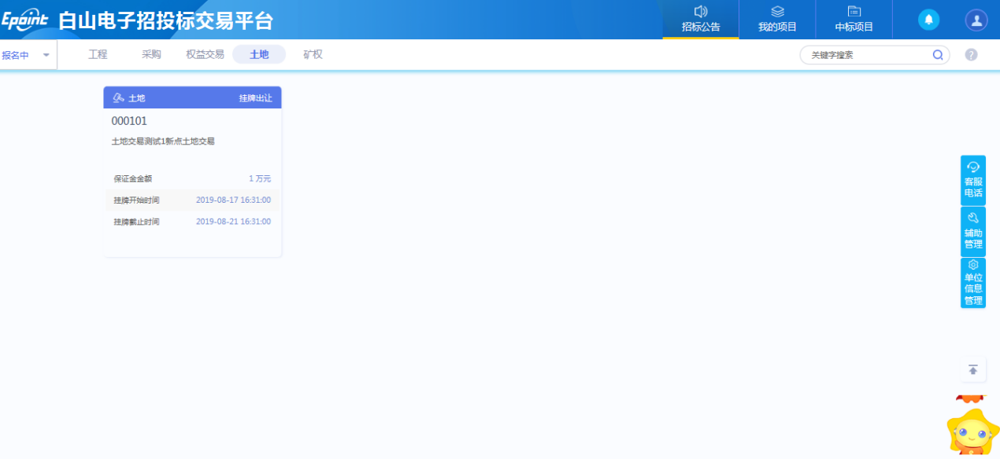 Epoint 白山电子招投标交易平台
招标公告
我的项目
中标项目
报名中
工程
采购
权益交易
土地
矿权
关键字搜索
?
土地
挂牌出让
000101
土地交易测试1新点土地交易
保证金金额
1 万元
挂牌开始时间
2019-08-17 16:31:00
挂牌截止时间
2019-08-21 16:31:00
客服
电话
辅助
管理
单位
信息
管理